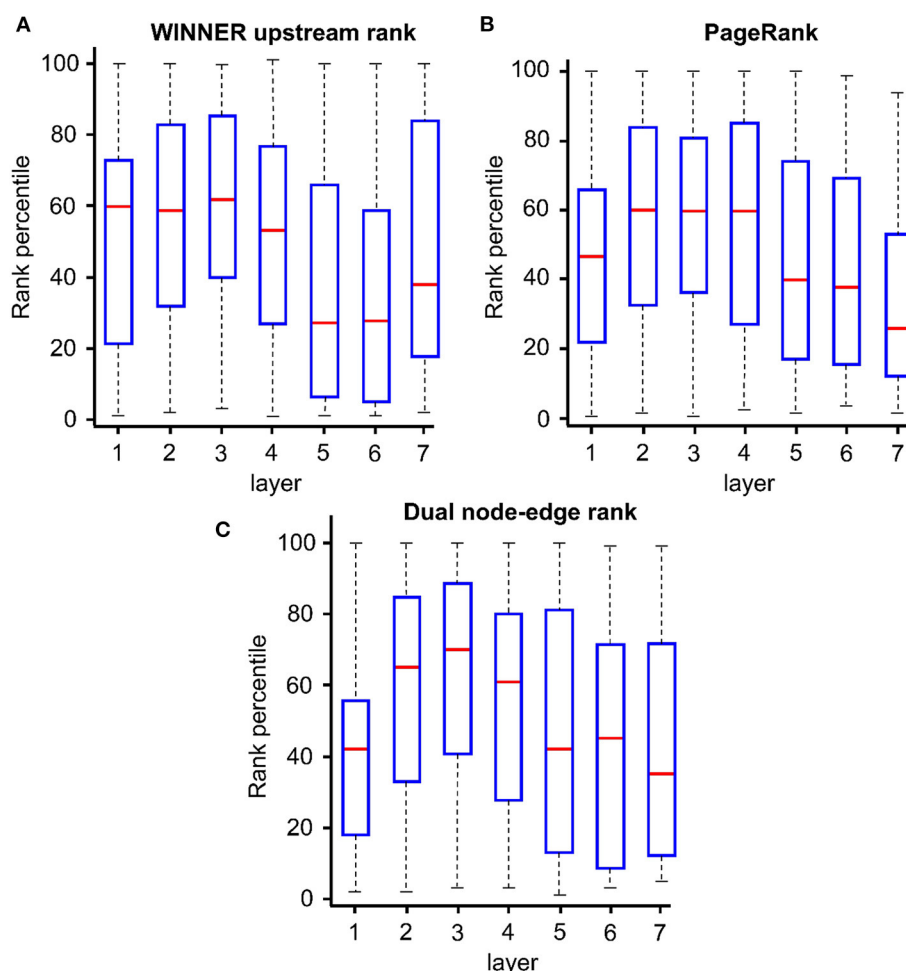 A
WINNER upstream rank
Rank percentile
100
80
60
40
20
0
1 2 3 4 5 6 7
layer
B
PageRank
Rank percentile
100
80
60
40
20
0
1 2 3 4 5 6 7
layer
C
Dual node-edge rank
Rank percentile
100
80
60
40
20
0
1 2 3 4 5 6 7
layer